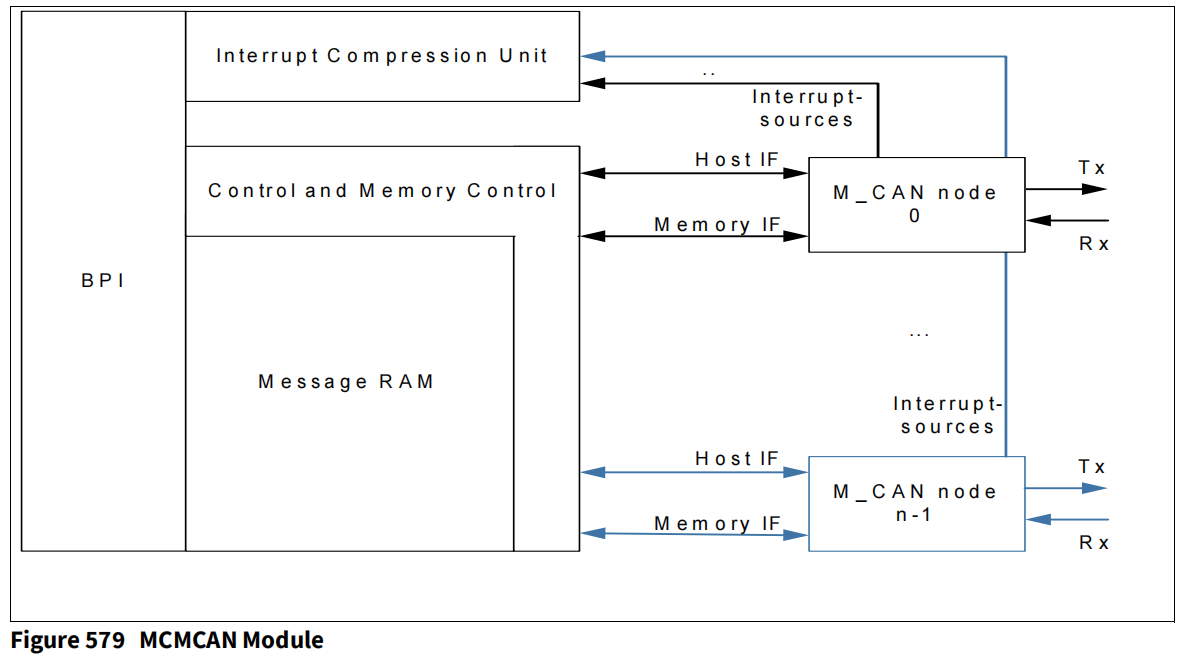 Interrupt Compression Unit
..
Interrupt-
sources
Host IF
Tx
Control and Memory Control
M_CAN node
0
Memory IF
Rx
BPI
...
Message RAM
Interrupt-
sources
Host IF
Tx
M_CAN node
n-1
Memory IF
Rx
Figure 579 MCMCAN Module